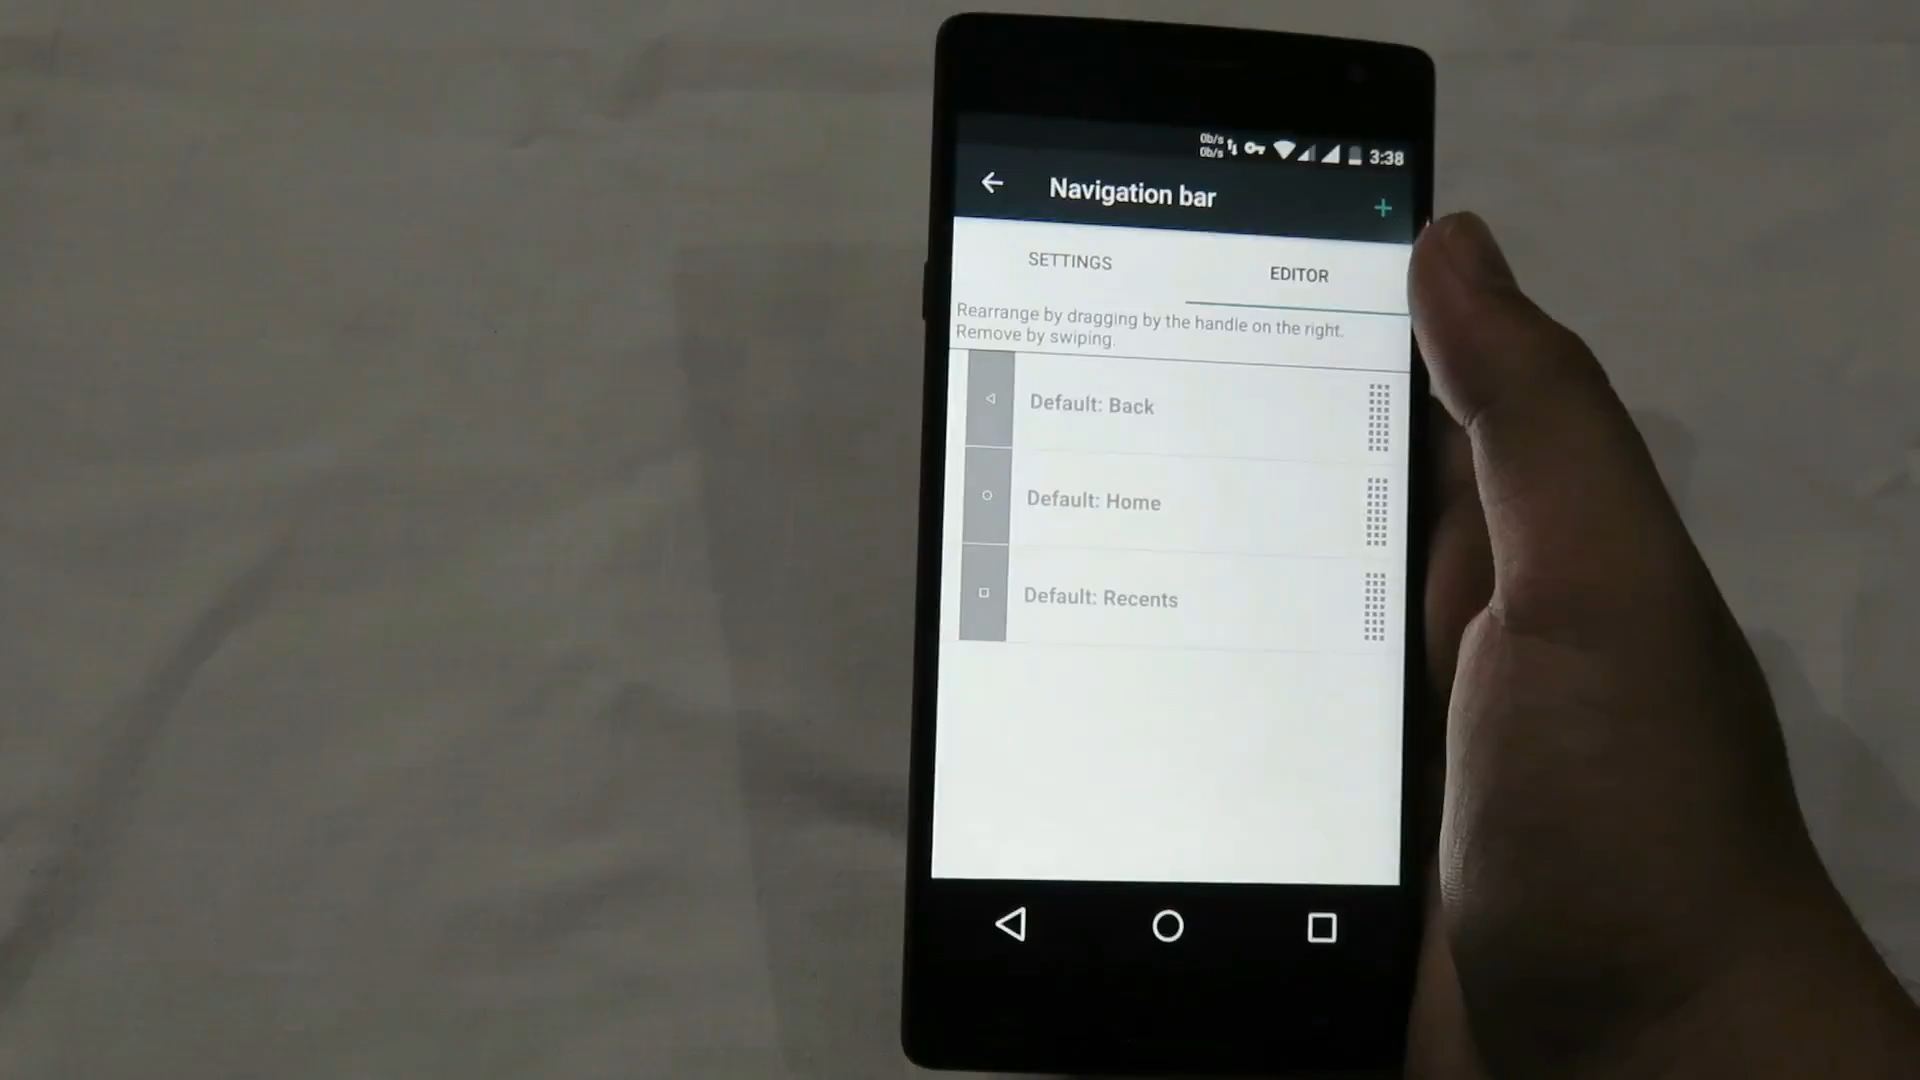 0b/s
0b/s
3:38
Navigation bar
SETTINGS
EDITOR
Rearrange by dragging by the handle on the right.
Remove by swiping.
Default: Back
Default: Home
Default: Recents